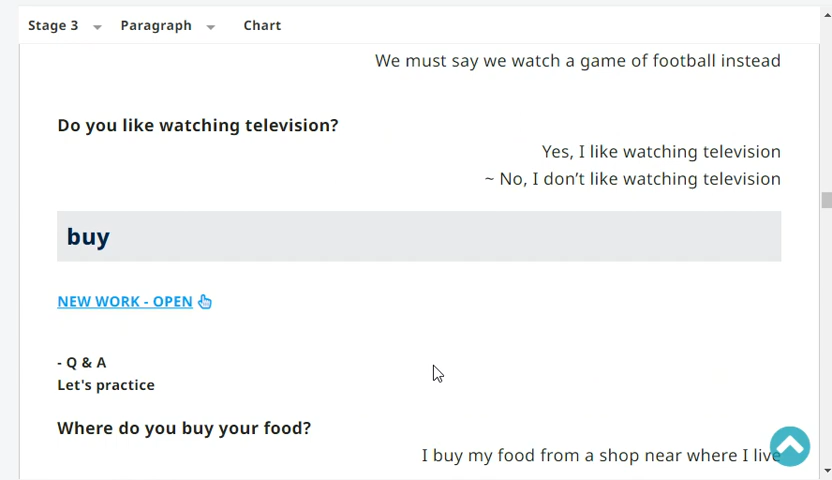 Stage 3 Paragraph Chart
We must say we watch a game of football instead
Do you like watching television?
Yes, I like watching television
~ No, I don't like watching television
buy
NEW WORK - OPEN
- Q & A
Let's practice
Where do you buy your food?
I buy my food from a shop near where I live